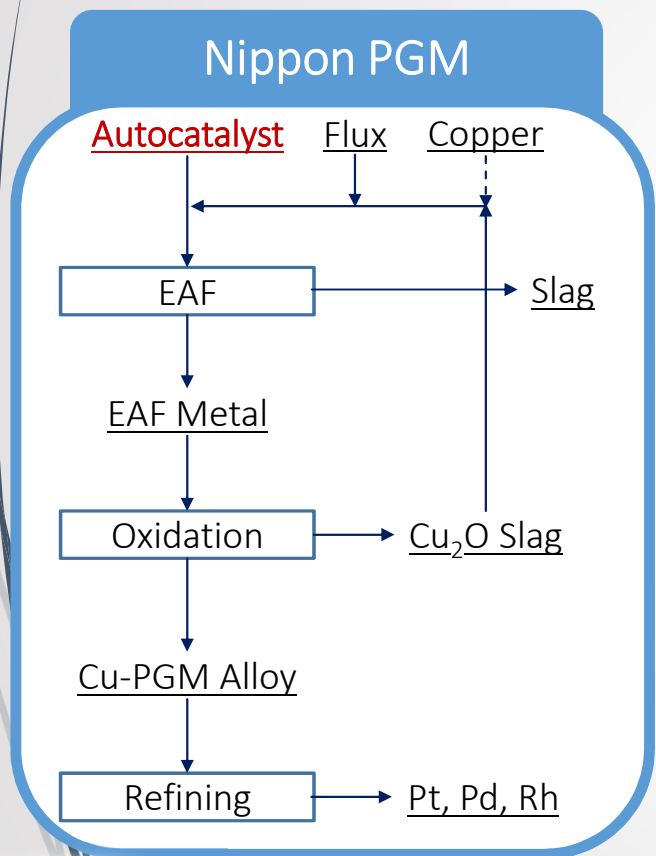 Nippon PGM
Autocatalyst Flux Copper
EAF
Slag
EAF Metal
Oxidation
Cu₂O Slag
Cu-PGM Alloy
Refining
Pt, Pd, Rh